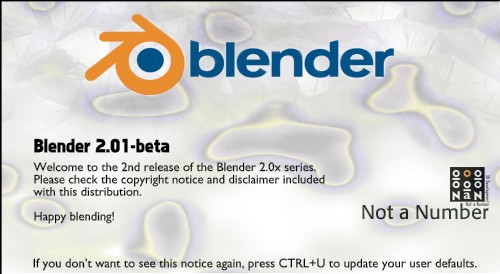 blender
Blender 2.01-beta
Welcome to the 2nd release of the Blender 2.0x series.
Please check the copyright notice and disclaimer included
with this distribution.
Happy blending!
Not a Number
Not a Number
If you don't want to see this notice again, press CTRL+U to update your user defaults.